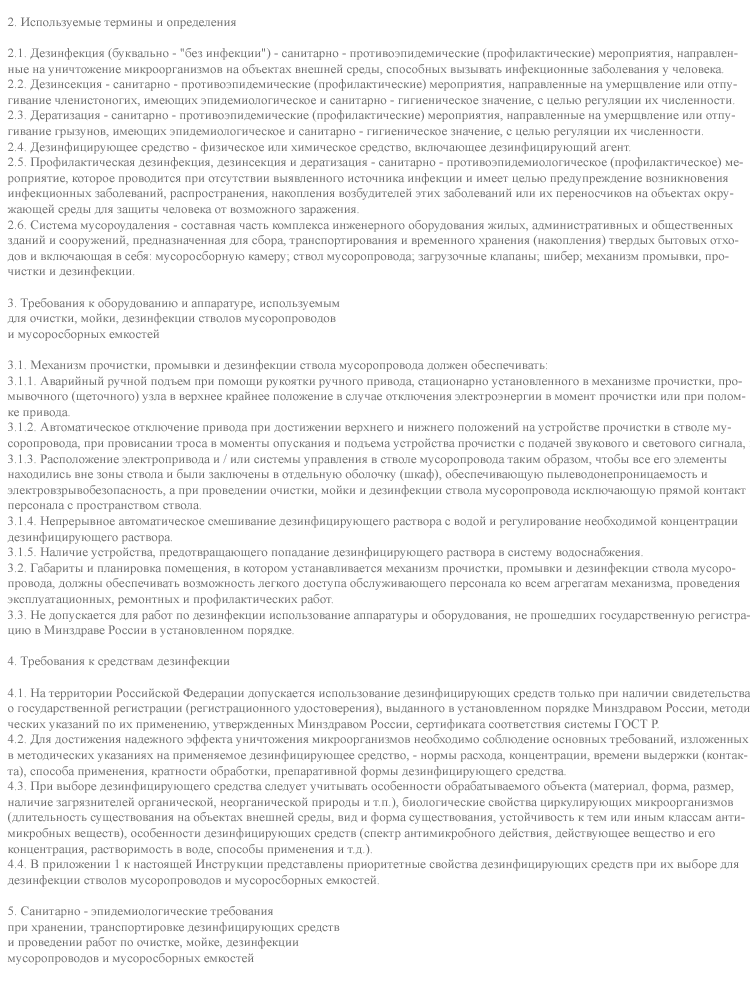 2. Используемые термины и определения
2.1. Дезинфекция (буквально - "без инфекции") - санитарно - противоэпидемические (профилактические) мероприятия, направлен-
ные на уничтожение микроорганизмов на объектах внешней среды, способных вызывать инфекционные заболевания у человека.
2.2. Дезинсекция - санитарно - противоэпидемические (профилактические) мероприятия, направленные на умерщвление или отпу-
гивание членистоногих, имеющих эпидемиологическое и санитарно - гигиеническое значение, с целью регуляции их численности.
2.3. Дератизация - санитарно - противоэпидемические (профилактические) мероприятия, направленные на умерщвление или отпу-
гивание грызунов, имеющих эпидемиологическое и санитарно - гигиеническое значение, с целью регуляции их численности.
2.4. Дезинфицирующее средство - физическое или химическое средство, включающее дезинфицирующий агент.
2.5. Профилактическая дезинфекция, дезинсекция и дератизация - санитарно - противоэпидемиологическое (профилактическое) ме-
роприятие, которое проводится при отсутствии выявленного источника инфекции и имеет целью предупреждение возникновения
инфекционных заболеваний, распространения, накопления возбудителей этих заболеваний или их переносчиков на объектах окру-
жающей среды для защиты человека от возможного заражения.
2.6. Система мусороудаления - составная часть комплекса инженерного оборудования жилых, административных и общественных
зданий и сооружений, предназначенная для сбора, транспортирования и временного хранения (накопления) твердых бытовых отхо-
дов и включающая в себя: мусоросборную камеру; ствол мусоропровода; загрузочные клапаны; шибер; механизм промывки, про-
чистки и дезинфекции.
3. Требования к оборудованию и аппаратуре, используемым
для очистки, мойки, дезинфекции стволов мусоропроводов
и мусоросборных емкостей
3.1. Механизм прочистки, промывки и дезинфекции ствола мусоропровода должен обеспечивать:
3.1.1. Аварийный ручной подъем при помощи рукоятки ручного привода, стационарно установленного в механизме прочистки, про-
мывочного (щеточного) узла в верхнее крайнее положение в случае отключения электроэнергии в момент прочистки или при полом-
ке привода.
3.1.2. Автоматическое отключение привода при достижении верхнего и нижнего положений на устройстве прочистки в стволе му-
соропровода, при провисании троса в моменты опускания и подъема устройства прочистки с подачей звукового и светового сигнала,
3.1.3. Расположение электропривода и / или системы управления в стволе мусоропровода таким образом, чтобы все его элементы
находились вне зоны ствола и были заключены в отдельную оболочку (шкаф), обеспечивающую пылеводонепроницаемость и
электровзрывобезопасность, а при проведении очистки, мойки и дезинфекции ствола мусоропровода исключающую прямой контакт
персонала с пространством ствола.
3.1.4. Непрерывное автоматическое смешивание дезинфицирующего раствора с водой и регулирование необходимой концентрации
дезинфицирующего раствора.
3.1.5. Наличие устройства, предотвращающего попадание дезинфицирующего раствора в систему водоснабжения.
3.2. Габариты и планировка помещения, в котором устанавливается механизм прочистки, промывки и дезинфекции ствола мусоро-
провода, должны обеспечивать возможность легкого доступа обслуживающего персонала ко всем агрегатам механизма, проведения
эксплуатационных, ремонтных и профилактических работ.
3.3. Не допускается для работ по дезинфекции использование аппаратуры и оборудования, не прошедших государственную регистра-
цию в Минздраве России в установленном порядке.
4. Требования к средствам дезинфекции
4.1. На территории Российской Федерации допускается использование дезинфицирующих средств только при наличии свидетельства
о государственной регистрации (регистрационного удостоверения), выданного в установленном порядке Минздравом России, методи
ческих указаний по их применению, утвержденных Минздравом России, сертификата соответствия системы ГОСТ Р.
4.2. Для достижения надежного эффекта уничтожения микроорганизмов необходимо соблюдение основных требований, изложенных
в методических указаниях на применяемое дезинфицирующее средство, - нормы расхода, концентрации, времени выдержки (контак-
та), способа применения, кратности обработки, препаративной формы дезинфицирующего средства.
4.3. При выборе дезинфицирующего средства следует учитывать особенности обрабатываемого объекта (материал, форма, размер,
наличие загрязнителей органической, неорганической природы и т.п.), биологические свойства циркулирующих микроорганизмов
(длительность существования на объектах внешней среды, вид и форма существования, устойчивость к тем или иным классам анти-
микробных веществ), особенности дезинфицирующих средств (спектр антимикробного действия, действующее вещество и его
концентрация, растворимость в воде, способы применения и т.д.).
4.4. В приложении 1 к настоящей Инструкции представлены приоритетные свойства дезинфицирующих средств при их выборе для
дезинфекции стволов мусоропроводов и мусоросборных емкостей.
5. Санитарно - эпидемиологические требования
при хранении, транспортировке дезинфицирующих средств
и проведении работ по очистке, мойке, дезинфекции
мусоропроводов и мусоросборных емкостей